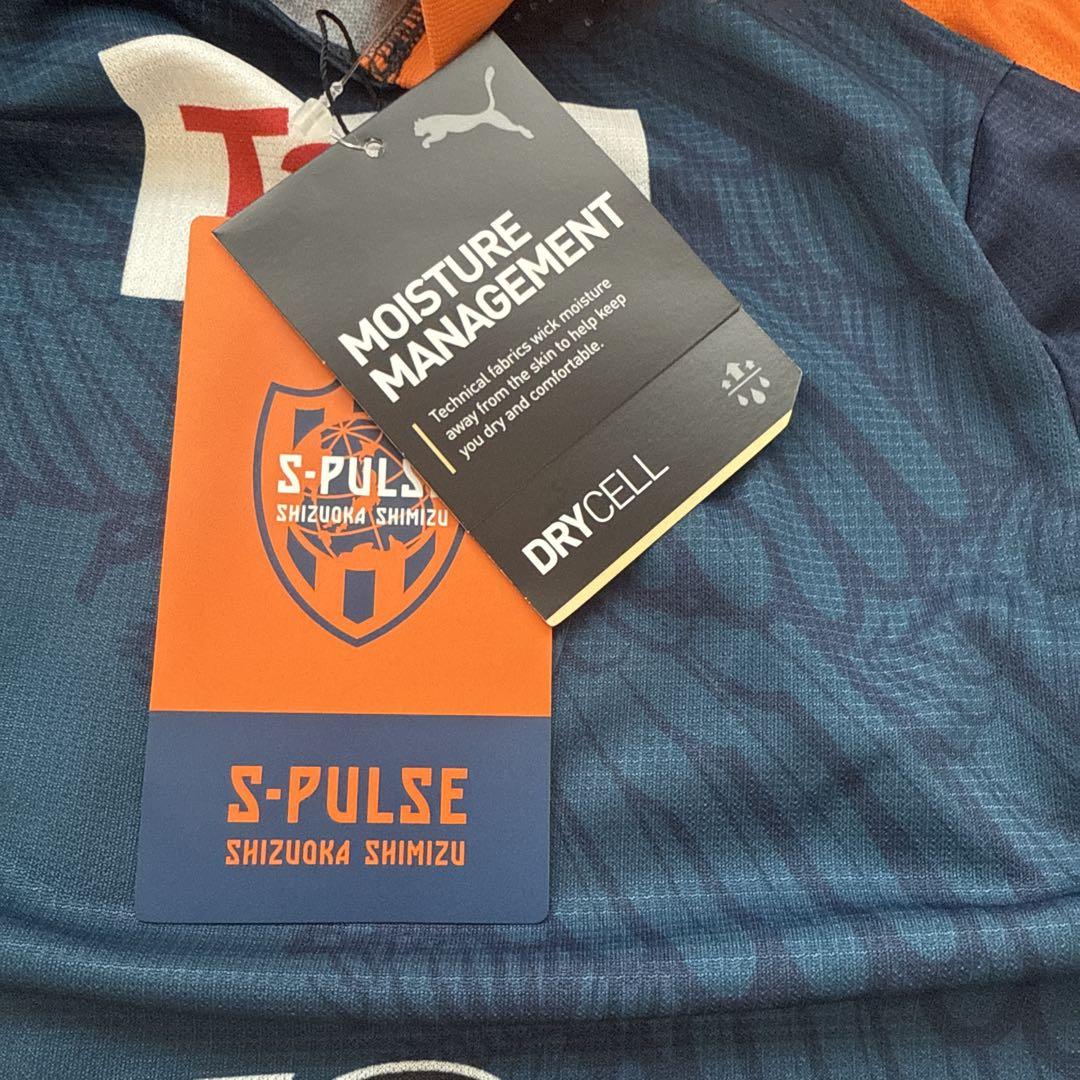 MOISTURE
MANAGEMENT
Technical fabrics wick moisture
away from the skin to help keep
you dry and comfortable.
DRYCELL
S-PULS
SHIZUOKA SHIMIZU
S-PULSE
SHIZUOKA SHIMIZU